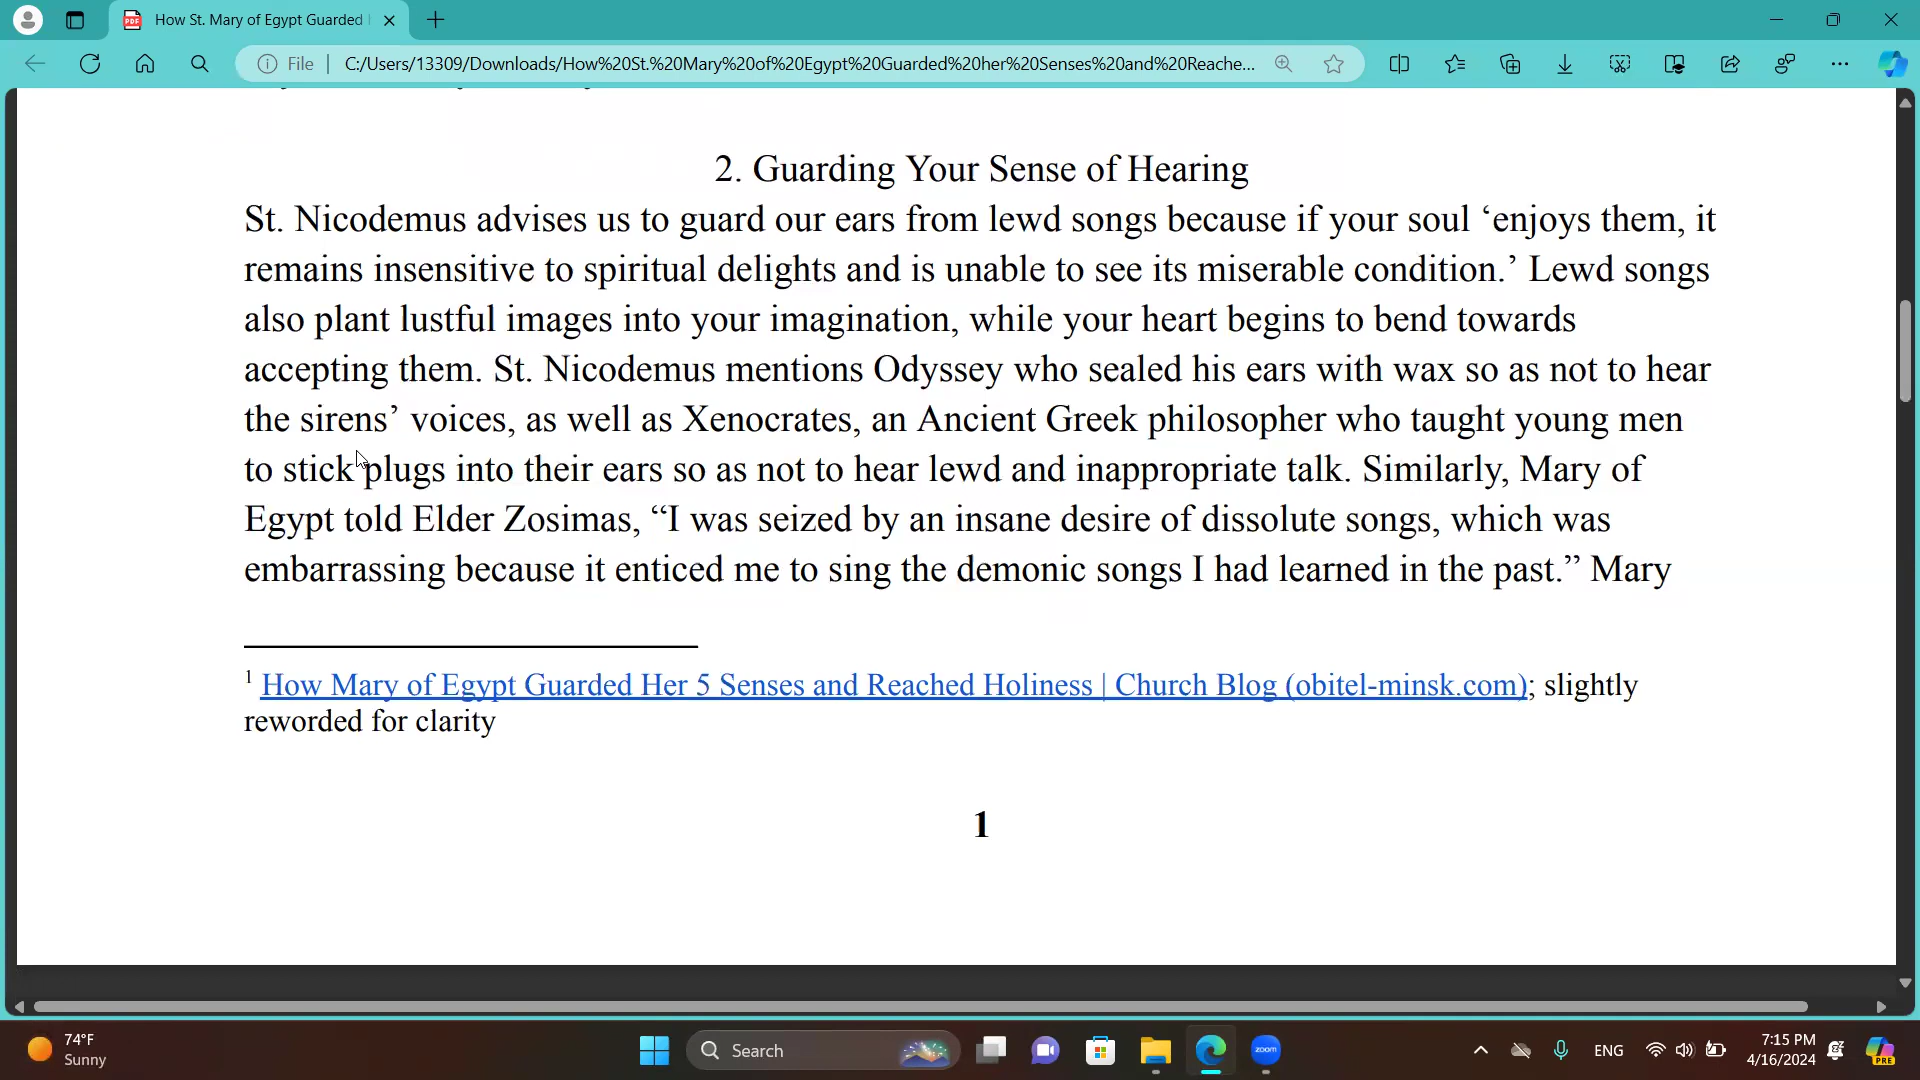 How St. Mary of Egypt Guarded
File
C:/Users/13309/Downloads/How%20St.%20Mary%20of%20Egypt%20Guarded%20her%20Senses%20and%20Reache...
2. Guarding Your Sense of Hearing
St. Nicodemus advises us to guard our ears from lewd songs because if your soul ‘enjoys them, it
remains insensitive to spiritual delights and is unable to see its miserable condition.’ Lewd songs
also plant lustful images into your imagination, while your heart begins to bend towards
accepting them. St. Nicodemus mentions Odyssey who sealed his ears with wax so as not to hear
the sirens’ voices, as well as Xenocrates, an Ancient Greek philosopher who taught young men
to stick plugs into their ears so as not to hear lewd and inappropriate talk. Similarly, Mary of
Egypt told Elder Zosimas, “I was seized by an insane desire of dissolute songs, which was
embarrassing because it enticed me to sing the demonic songs I had learned in the past.” Mary
1 How Mary of Egypt Guarded Her 5 Senses and Reached Holiness | Church Blog (obitel-minsk.com); slightly
reworded for clarity
1
74°F
Sunny
Search
zoom
ENG
7:15 PM
4/16/2024
PRE